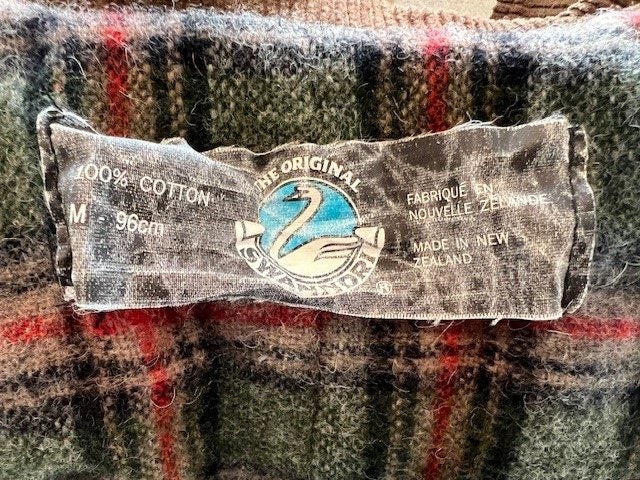 100% COTTON
M - 96cm
THE ORIGINAL
SWANNDRI
®
FABRIQUE EN
NOUVELLE ZELANDE
MADE IN NEW
ZEALAND